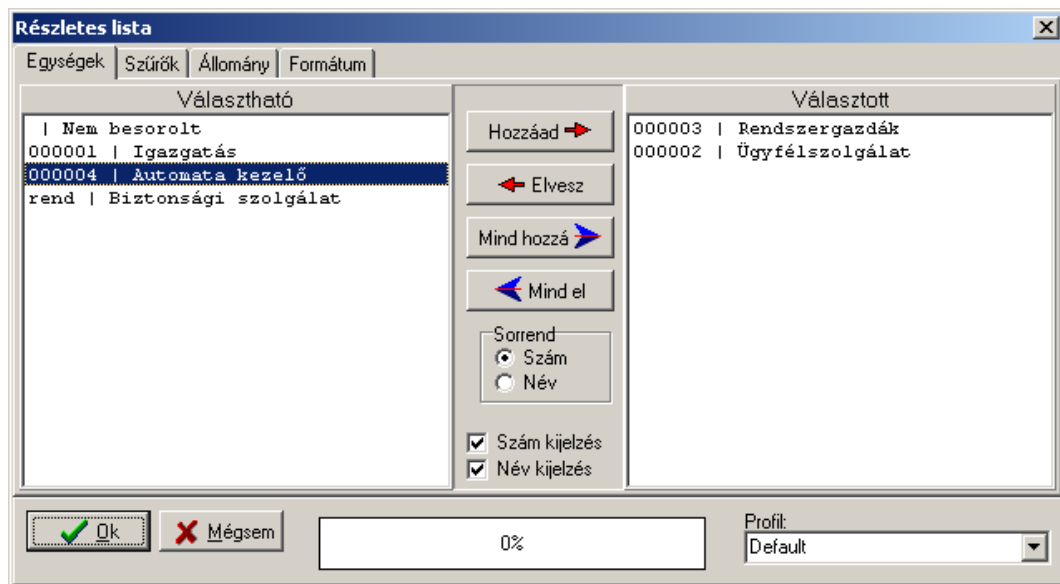 Részletes lista
Egységek Szűrők Állomány Formátum
Választható
| Nem besorolt
000001 | Igazgatás
000004 | Automata kezelő
rend | Biztonsági szolgálat
Hozzáad
Elvesz
Mind hozzá
Mind el
Sorrend
Szám
Név
Szám kijelzés
Név kijelzés
Választott
000003 | Rendszergazdák
000002 | Ügyfélszolgálat
Ok
Mégsem
0%
Profil:
Default